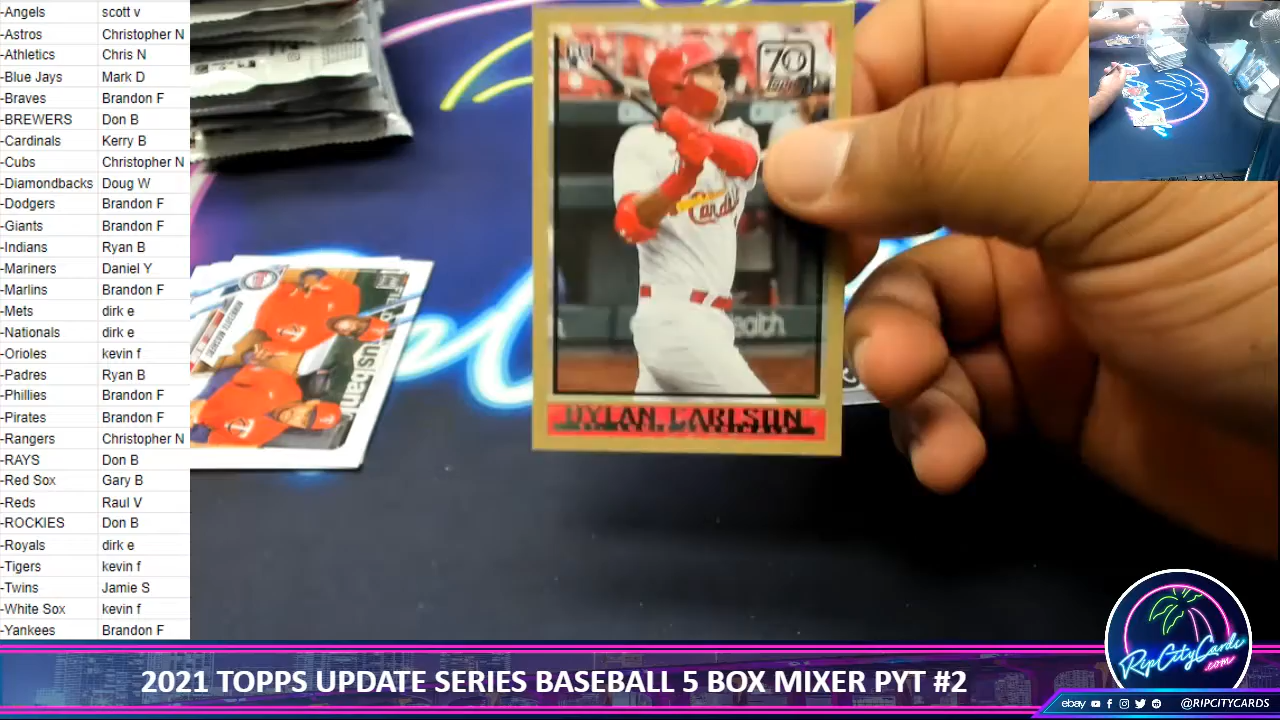 -Angels scott v
-Astros Christopher N
-Athletics Chris N
-Blue Jays Mark D
-Braves Brandon F
-BREWERS Don B
-Cardinals Kerry B
-Cubs Christopher N
-Diamondbacks Doug W
-Dodgers Brandon F
-Giants Brandon F
-Indians Ryan B
-Mariners Daniel Y
-Marlins Brandon F
-Mets dirk e
-Nationals dirk e
-Orioles kevin f
-Padres Ryan B
-Phillies Brandon F
-Pirates Brandon F
-Rangers Christopher N
-RAYS Don B
-Red Sox Gary B
-Reds Raul V
-ROCKIES Don B
-Royals dirk e
-Tigers kevin f
-Twins Jamie S
-White Sox kevin f
-Yankees Brandon F
70
Topps
Cardi
ealth
DYLAN CARLSON
usbank
RipCityCards
.com
2021 TOPPS UPDATE SERIES BASEBALL 5 BOX MIXER PYT #2
ebay @RIPCITYCARDS